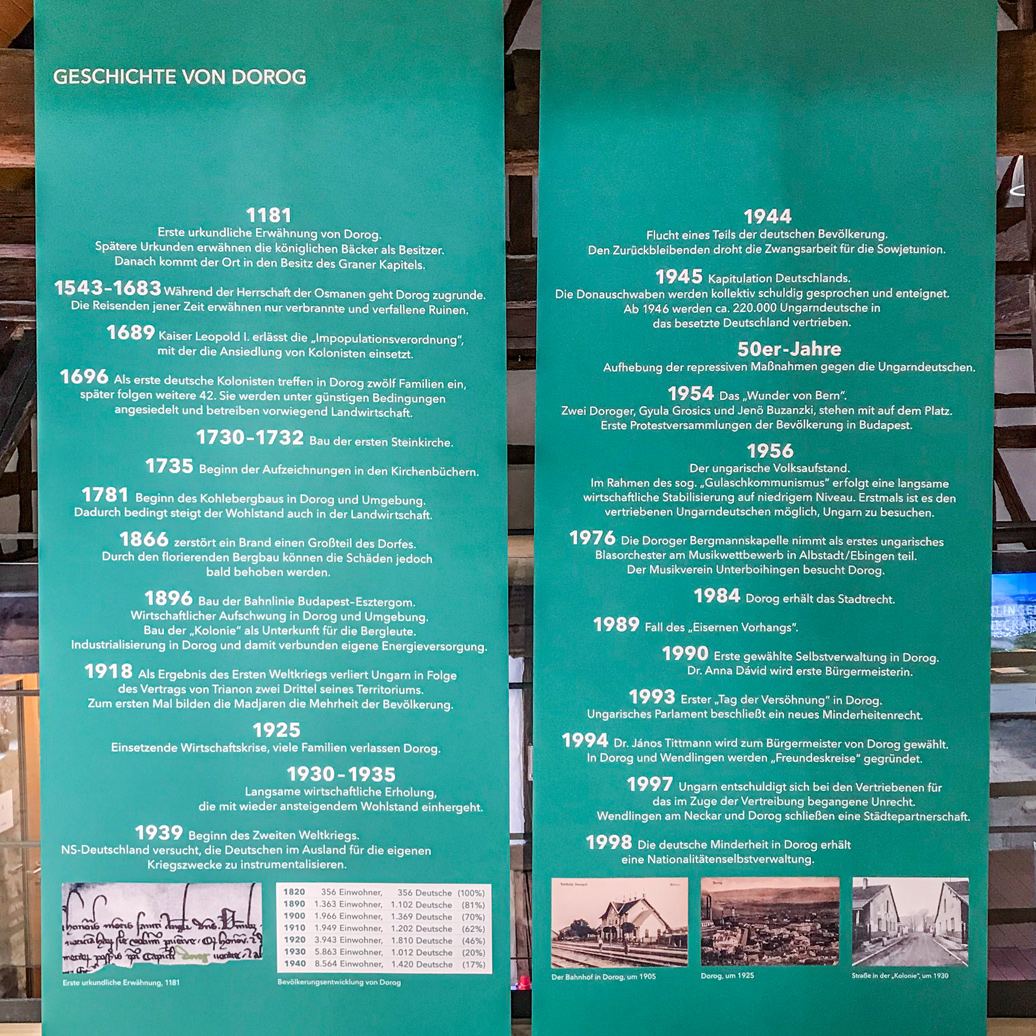 GESCHICHTE VON DOROG
1181
Erste urkundliche Erwähnung von Dorog.
Spätere Urkunden erwähnen die königlichen Bäcker als Besitzer.
Danach kommt der Ort in den Besitz des Graner Kapitels.
1543–1683 Während der Herrschaft der Osmanen geht Dorog zugrunde.
Die Reisenden jener Zeit erwähnen nur verbrannte und verfallene Ruinen.
1689 Kaiser Leopold I. erlässt die „Impopulationsverordnung“,
mit der die Ansiedlung von Kolonisten einsetzt.
1696 Als erste deutsche Kolonisten treffen in Dorog zwölf Familien ein,
später folgen weitere 42. Sie werden unter günstigen Bedingungen
angesiedelt und betreiben vorwiegend Landwirtschaft.
1730–1732 Bau der ersten Steinkirche.
1735 Beginn der Aufzeichnungen in den Kirchenbüchern.
1781 Beginn des Kohlebergbaus in Dorog und Umgebung.
Dadurch bedingt steigt der Wohlstand auch in der Landwirtschaft.
1866 zerstört ein Brand einen Großteil des Dorfes.
Durch den florierenden Bergbau können die Schäden jedoch
bald behoben werden.
1896 Bau der Bahnlinie Budapest–Esztergom.
Wirtschaftlicher Aufschwung in Dorog und Umgebung.
Bau der „Kolonie“ als Unterkunft für die Bergleute.
Industrialisierung in Dorog und damit verbunden eigene Energieversorgung.
1918 Als Ergebnis des Ersten Weltkriegs verliert Ungarn in Folge
des Vertrags von Trianon zwei Drittel seines Territoriums.
Zum ersten Mal bilden die Madjaren die Mehrheit der Bevölkerung.
1925
Einsetzende Wirtschaftskrise, viele Familien verlassen Dorog.
1930–1935
Langsame wirtschaftliche Erholung,
die mit wieder ansteigendem Wohlstand einhergeht.
1939 Beginn des Zweiten Weltkriegs.
NS-Deutschland versucht, die Deutschen im Ausland für die eigenen
Kriegszwecke zu instrumentalisieren.
1820 356 Einwohner, 356 Deutsche (100%)
1890 1.363 Einwohner, 1.102 Deutsche (81%)
1900 1.966 Einwohner, 1.369 Deutsche (70%)
1910 1.949 Einwohner, 1.202 Deutsche (62%)
1920 3.943 Einwohner, 1.810 Deutsche (46%)
1930 5.863 Einwohner, 1.012 Deutsche (20%)
1940 8.564 Einwohner, 1.420 Deutsche (17%)
Erste urkundliche Erwähnung, 1181
Bevölkerungsentwicklung von Dorog
1944
Flucht eines Teils der deutschen Bevölkerung.
Den Zurückbleibenden droht die Zwangsarbeit für die Sowjetunion.
1945 Kapitulation Deutschlands.
Die Donauschwaben werden kollektiv schuldig gesprochen und enteignet.
Ab 1946 werden ca. 220.000 Ungarndeutsche in
das besetzte Deutschland vertrieben.
50er-Jahre
Aufhebung der repressiven Maßnahmen gegen die Ungarndeutschen.
1954 Das „Wunder von Bern“.
Zwei Doroger, Gyula Grosics und Jenö Buzanzki, stehen mit auf dem Platz.
Erste Protestversammlungen der Bevölkerung in Budapest.
1956
Der ungarische Volksaufstand.
Im Rahmen des sog. „Gulaschkommunismus“ erfolgt eine langsame
wirtschaftliche Stabilisierung auf niedrigem Niveau. Erstmals ist es den
vertriebenen Ungarndeutschen möglich, Ungarn zu besuchen.
1976 Die Doroger Bergmannskapelle nimmt als erstes ungarisches
Blasorchester am Musikwettbewerb in Albstadt/Ebingen teil.
Der Musikverein Unterboihingen besucht Dorog.
1984 Dorog erhält das Stadtrecht.
1989 Fall des „Eisernen Vorhangs“.
1990 Erste gewählte Selbstverwaltung in Dorog.
Dr. Anna Dávid wird erste Bürgermeisterin.
1993 Erster „Tag der Versöhnung“ in Dorog.
Ungarisches Parlament beschließt ein neues Minderheitenrecht.
1994 Dr. János Tittmann wird zum Bürgermeister von Dorog gewählt.
In Dorog und Wendlingen werden „Freundeskreise“ gegründet.
1997 Ungarn entschuldigt sich bei den Vertriebenen für
das im Zuge der Vertreibung begangene Unrecht.
Wendlingen am Neckar und Dorog schließen eine Städtepartnerschaft.
1998 Die deutsche Minderheit in Dorog erhält
eine Nationalitätenselbstverwaltung.
Der Bahnhof in Dorog, um 1905
Dorog, um 1925
Straße in der „Kolonie“, um 1930